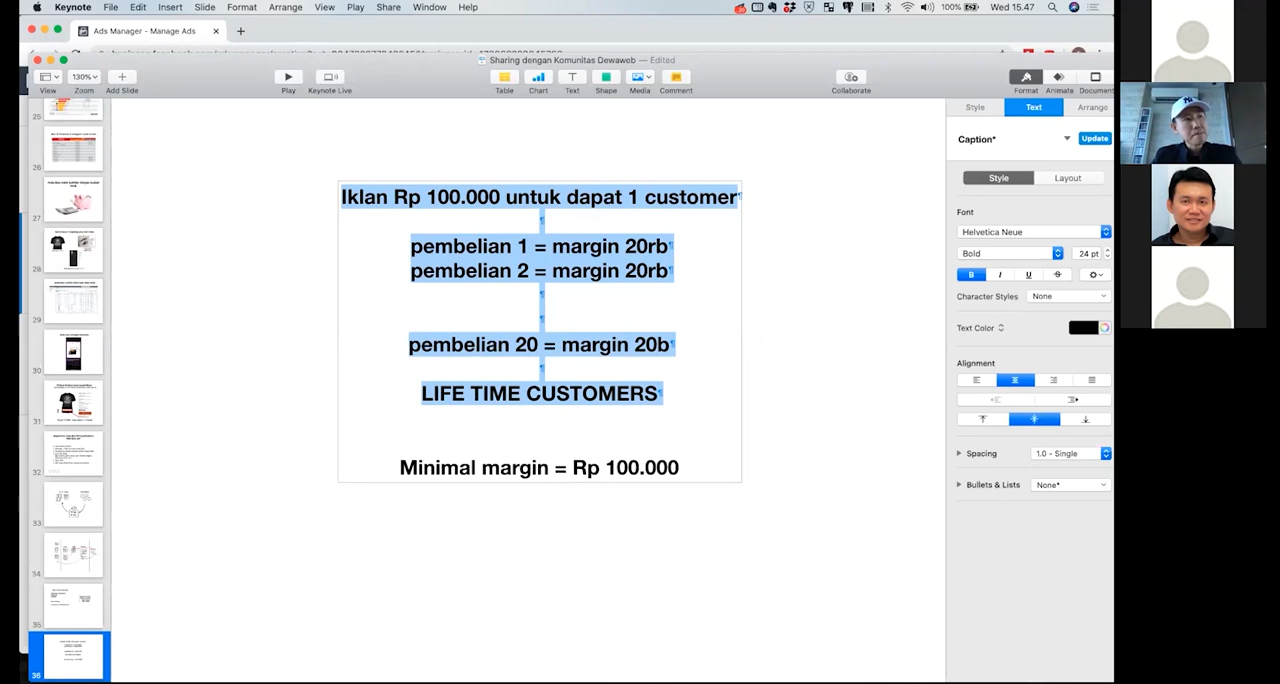 Keynote File Edit Insert Slide Format Arrange View Play Share Window Help 100% Wed 15.47
Ads Manager - Manage Ads
Sharing dengan Komunitas Dewaweb — Edited
130%
View Zoom Add Slide Play Keynote Live Table Chart Text Shape Media Comment Collaborate Format Animate Document
Style Text Arrange
Caption* Update
Style Layout
Font
Helvetica Neue
Bold 24 pt
B I U S
Character Styles None
Text Color
Alignment
Spacing 1.0 - Single
Bullets & Lists None*
25
26
27
28
29
30
31
32
33
34
35
36
Iklan Rp 100.000 untuk dapat 1 customer
pembelian 1 = margin 20rb
pembelian 2 = margin 20rb
pembelian 20 = margin 20b
LIFE TIME CUSTOMERS
Minimal margin = Rp 100.000